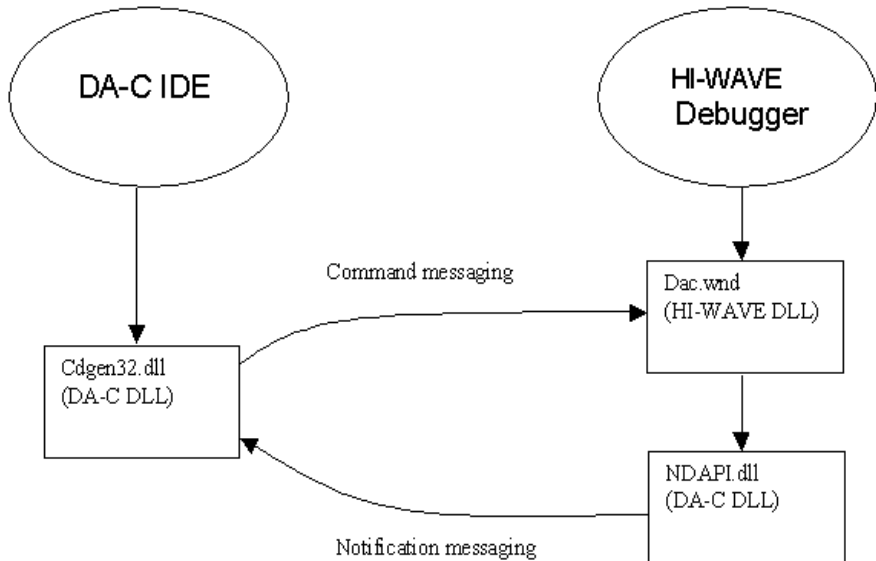 DA-C IDE
HI-WAVE
Debugger
Command messaging
Dac.wnd
(HI-WAVE DLL)
Cdgen32.dll
(DA-C DLL)
NDAPI.dll
(DA-C DLL)
Notification messaging